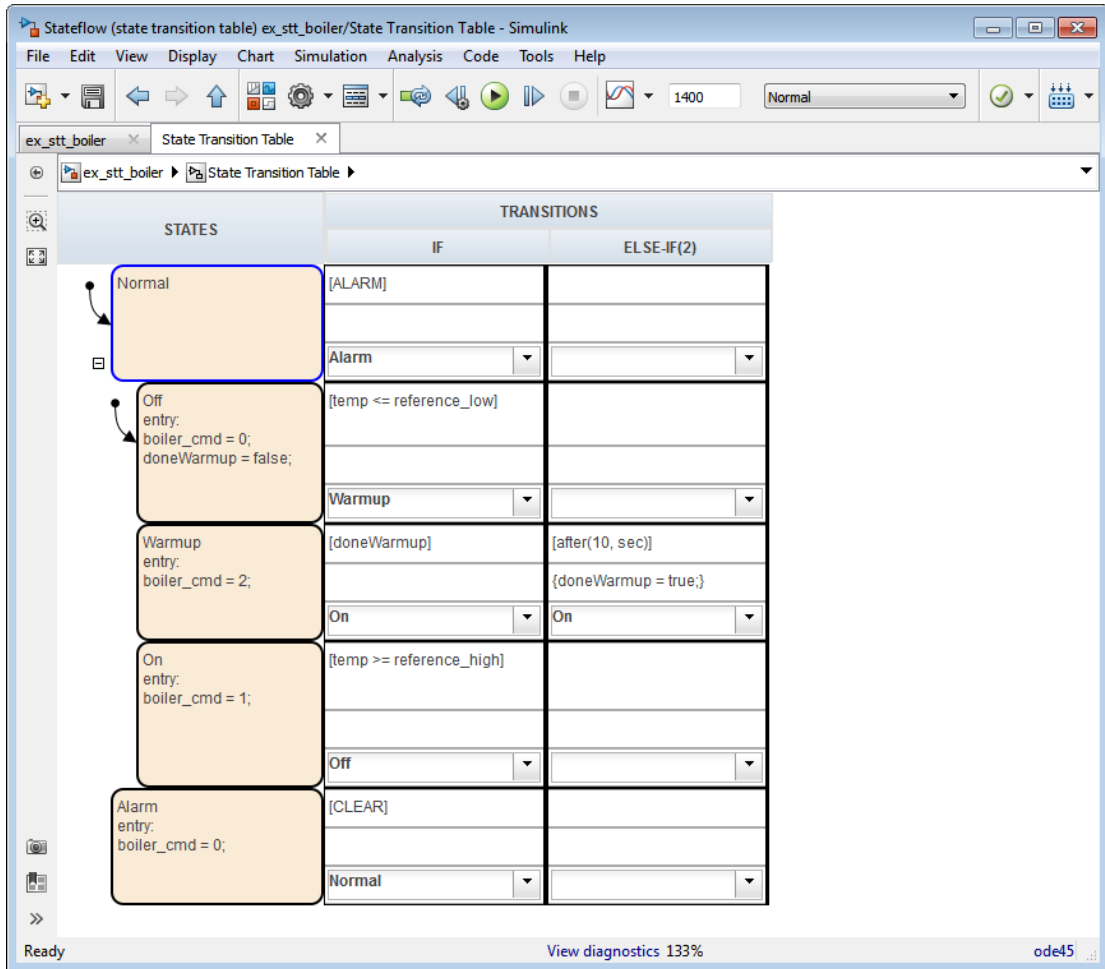 Stateflow (state transition table) ex_stt_boiler/State Transition Table - Simulink
File Edit View Display Chart Simulation Analysis Code Tools Help
1400 Normal
ex_stt_boiler State Transition Table
ex_stt_boiler State Transition Table
STATES
TRANSITIONS
IF ELSE-IF(2)
Normal
[ALARM]
Alarm
Off
entry:
boiler_cmd = 0;
doneWarmup = false;
[temp <= reference_low]
Warmup
Warmup
entry:
boiler_cmd = 2;
[doneWarmup]
On
[after(10, sec)]
{doneWarmup = true;}
On
On
entry:
boiler_cmd = 1;
[temp >= reference_high]
Off
Alarm
entry:
boiler_cmd = 0;
[CLEAR]
Normal
Ready View diagnostics 133% ode45